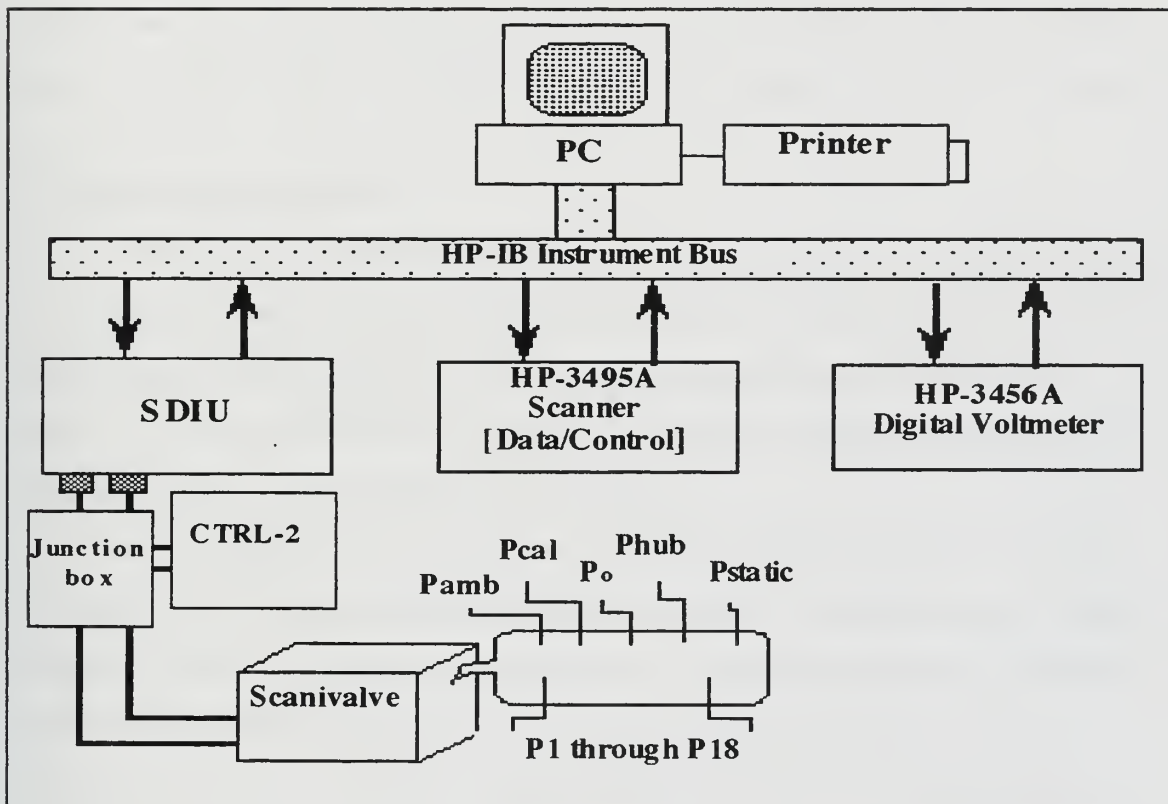 PC
Printer
HP-IB Instrument Bus
SDIU
HP-3495A
Scanner
[Data/Control]
HP-3456A
Digital Voltmeter
Junction
box
CTRL-2
Pamb
Pcal
Po
Phub
Pstatic
Scanivalve
P1 through P18